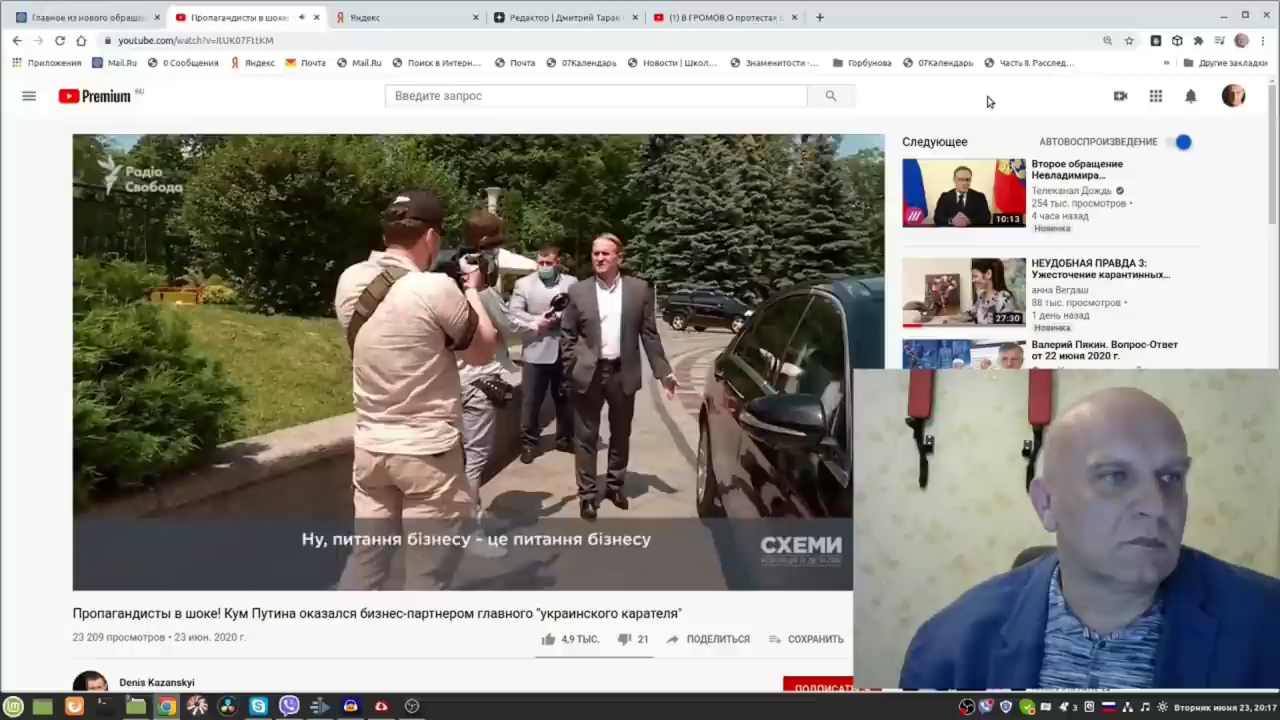 Главное из нового обращен
Пропагандисты в шоке!
Яндекс
Редактор | Дмитрий Таран
(1) В ГРОМОВ О протестах
youtube.com/watch?v=ItUK07FttKM
Приложения
Mail.Ru
0 Сообщения
Яндекс
Почта
Mail.Ru
Поиск в Интерн...
Почта
07Календарь
Новости | Школ...
Знаменитости -...
Горбунова
07Календарь
Часть II. Расслед...
Другие закладки
Premium RU
Введите запрос
Радіо
Свобода
Следующее
АВТОВОСПРОИЗВЕДЕНИЕ
Второе обращение
Невладимира...
Телеканал Дождь
254 тыс. просмотров •
4 часа назад
Новинка
10:13
НЕУДОБНАЯ ПРАВДА 3:
Ужесточение карантинных...
анна Вегдаш
88 тыс. просмотров •
1 день назад
Новинка
27:30
Валерий Пякин. Вопрос-Ответ
от 22 июня 2020 г.
Ну, питання бізнесу - це питання бізнесу
СХЕМИ
Пропагандисты в шоке! Кум Путина оказался бизнес-партнером главного "украинского карателя"
23 209 просмотров • 23 июн. 2020 г.
4,9 ТЫС.
21
ПОДЕЛИТЬСЯ
СОХРАНИТЬ
Denis Kazanskyi
Вторник июня 23, 20:17